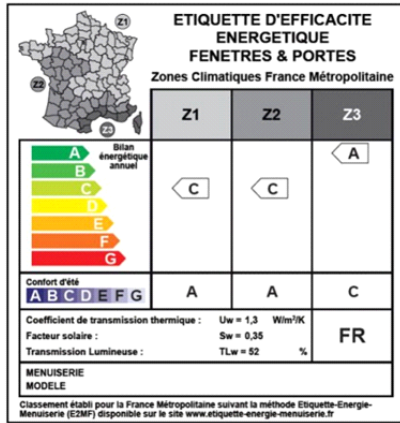 ETIQUETTE D'EFFICACITE
ENERGETIQUE
FENETRES & PORTES
Zones Climatiques France Métropolitaine
Z1
Z2
Z3
Z1 Z2 Z3
Bilan
énergétique
annuel
A
B
C
D
E
F
G
C C A
Confort d'été
A B C D E F G
A A C
Coefficient de transmission thermique : Uw = 1,3 W/m²/K
Facteur solaire : Sw = 0,35
Transmission Lumineuse : TLw = 52 %
FR
MENUISERIE
MODELE
Classement établi pour la France Métropolitaine suivant la méthode Etiquette-Energie-
Menuiserie (E2MF) disponible sur le site www.etiquette-energie-menuiserie.fr